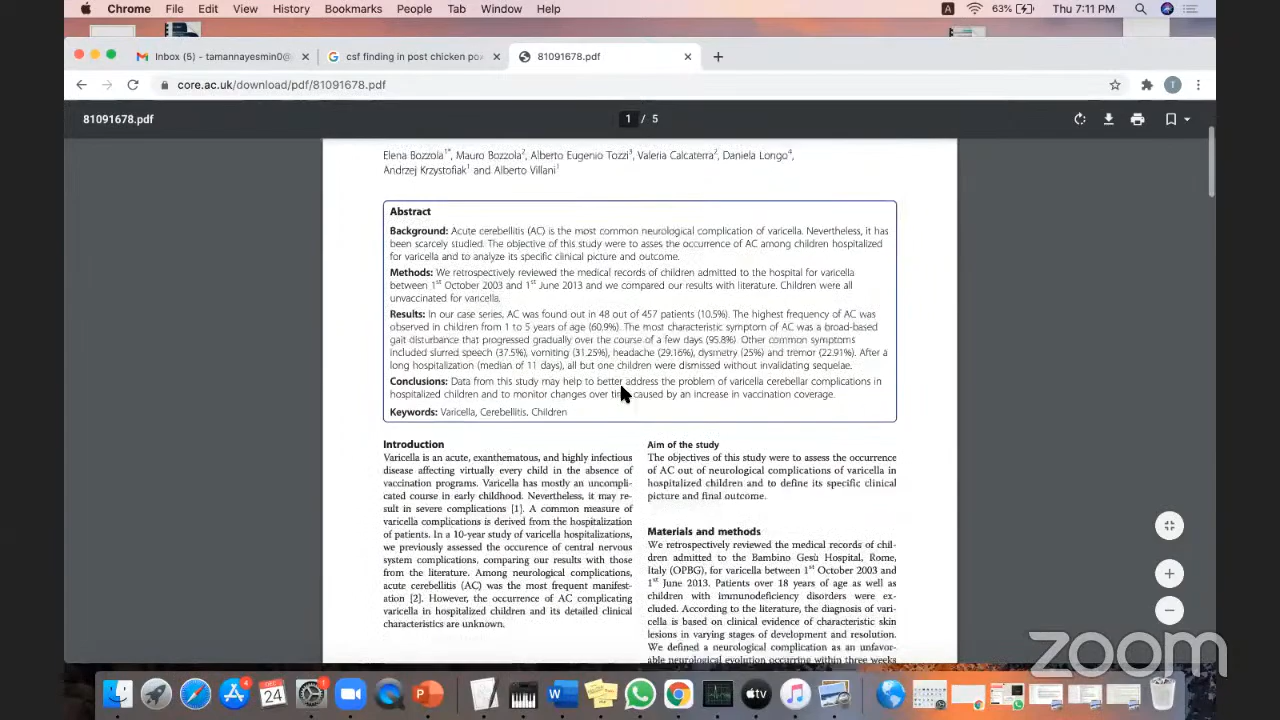 Chrome File Edit View History Bookmarks People Tab Window Help A 63% Thu 7:11 PM
Inbox (5) - tamannayesmin0@ csf finding in post chicken pox 81091678.pdf
core.ac.uk/download/pdf/81091678.pdf T
81091678.pdf 1 / 5
Elena Bozzola1*, Mauro Bozzola2, Alberto Eugenio Tozzi3, Valeria Calcaterra2, Daniela Longo4,
Andrzej Krzystofiak1 and Alberto Villani1
Abstract
Background: Acute cerebellitis (AC) is the most common neurological complication of varicella. Nevertheless, it has
been scarcely studied. The objective of this study were to asses the occurrence of AC among children hospitalized
for varicella and to analyze its specific clinical picture and outcome.
Methods: We retrospectively reviewed the medical records of children admitted to the hospital for varicella
between 1st October 2003 and 1st June 2013 and we compared our results with literature. Children were all
unvaccinated for varicella.
Results: In our case series, AC was found out in 48 out of 457 patients (10.5%). The highest frequency of AC was
observed in children from 1 to 5 years of age (60.9%). The most characteristic symptom of AC was a broad-based
gait disturbance that progressed gradually over the course of a few days (95.8%). Other common symptoms
included slurred speech (37.5%), vomiting (31.25%), headache (29.16%), dysmetry (25%) and tremor (22.91%). After a
long hospitalization (median of 11 days), all but one children were dismissed without invalidating sequelae.
Conclusions: Data from this study may help to better address the problem of varicella cerebellar complications in
hospitalized children and to monitor changes over time caused by an increase in vaccination coverage.
Keywords: Varicella, Cerebellitis, Children
Introduction
Varicella is an acute, exanthematous, and highly infectious
disease affecting virtually every child in the absence of
vaccination programs. Varicella has mostly an uncompli-
cated course in early childhood. Nevertheless, it may re-
sult in severe complications [1]. A common measure of
varicella complications is derived from the hospitalization
of patients. In a 10-year study of varicella hospitalizations,
we previously assessed the occurence of central nervous
system complications, comparing our results with those
from the literature. Among neurological complications,
acute cerebellitis (AC) was the most frequent manifest-
ation [2]. However, the occurrence of AC complicating
varicella in hospitalized children and its detailed clinical
characteristics are unknown.
Aim of the study
The objectives of this study were to assess the occurrence
of AC out of neurological complications of varicella in
hospitalized children and to define its specific clinical
picture and final outcome.
Materials and methods
We retrospectively reviewed the medical records of chil-
dren admitted to the Bambino Gesù Hospital, Rome,
Italy (OPBG), for varicella between 1st October 2003 and
1st June 2013. Patients over 18 years of age as well as
children with immunodeficiency disorders were ex-
cluded. According to the literature, the diagnosis of vari-
cella is based on clinical evidence of characteristic skin
lesions in varying stages of development and resolution.
We defined a neurological complication as an unfavor-
able neurological evolution occurring within three weeks
zoom
DEC
24
4
1
tv